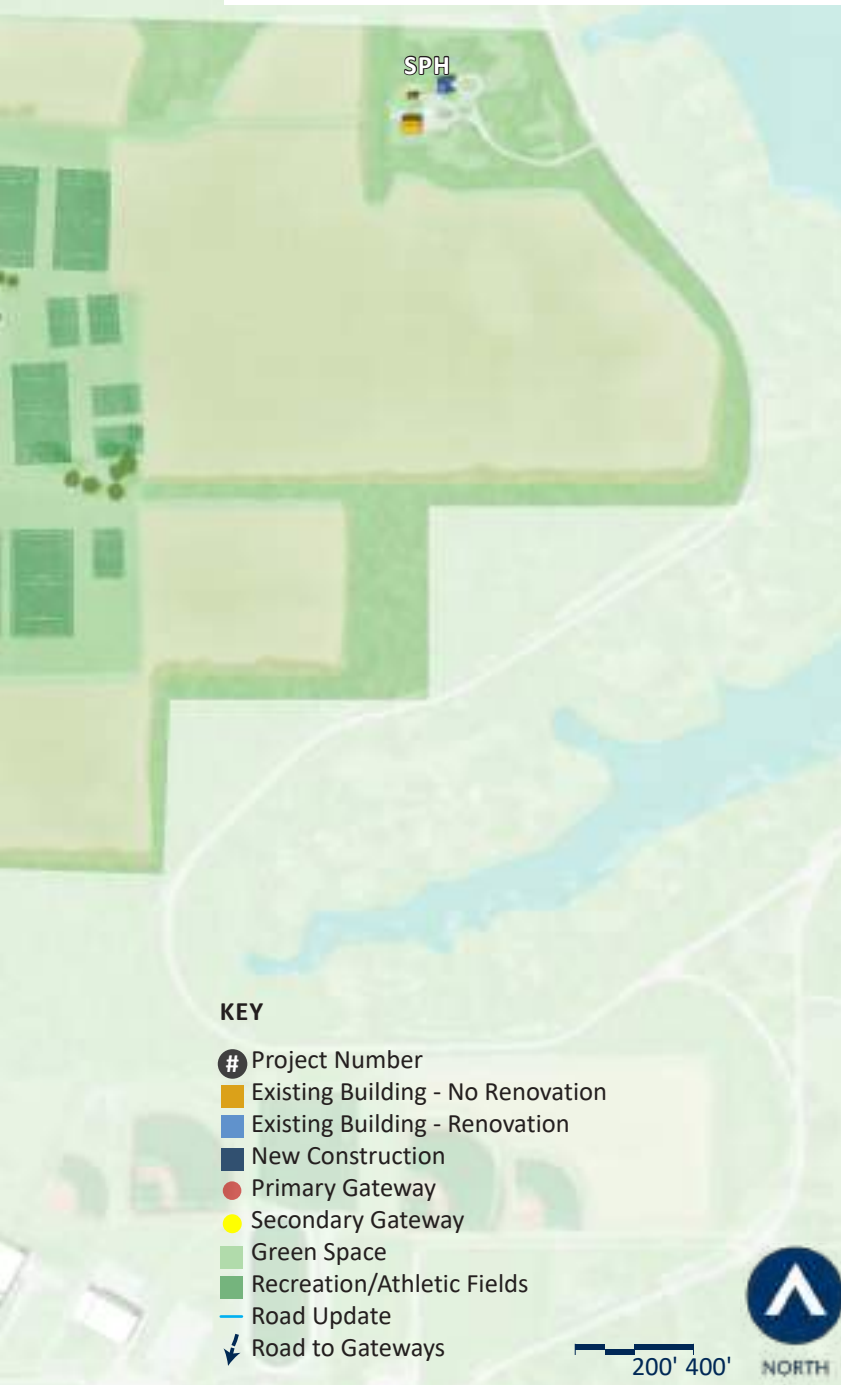 SPH
KEY
# Project Number
Existing Building - No Renovation
Existing Building - Renovation
New Construction
Primary Gateway
Secondary Gateway
Green Space
Recreation/Athletic Fields
Road Update
Road to Gateways
200' 400'
NORTH